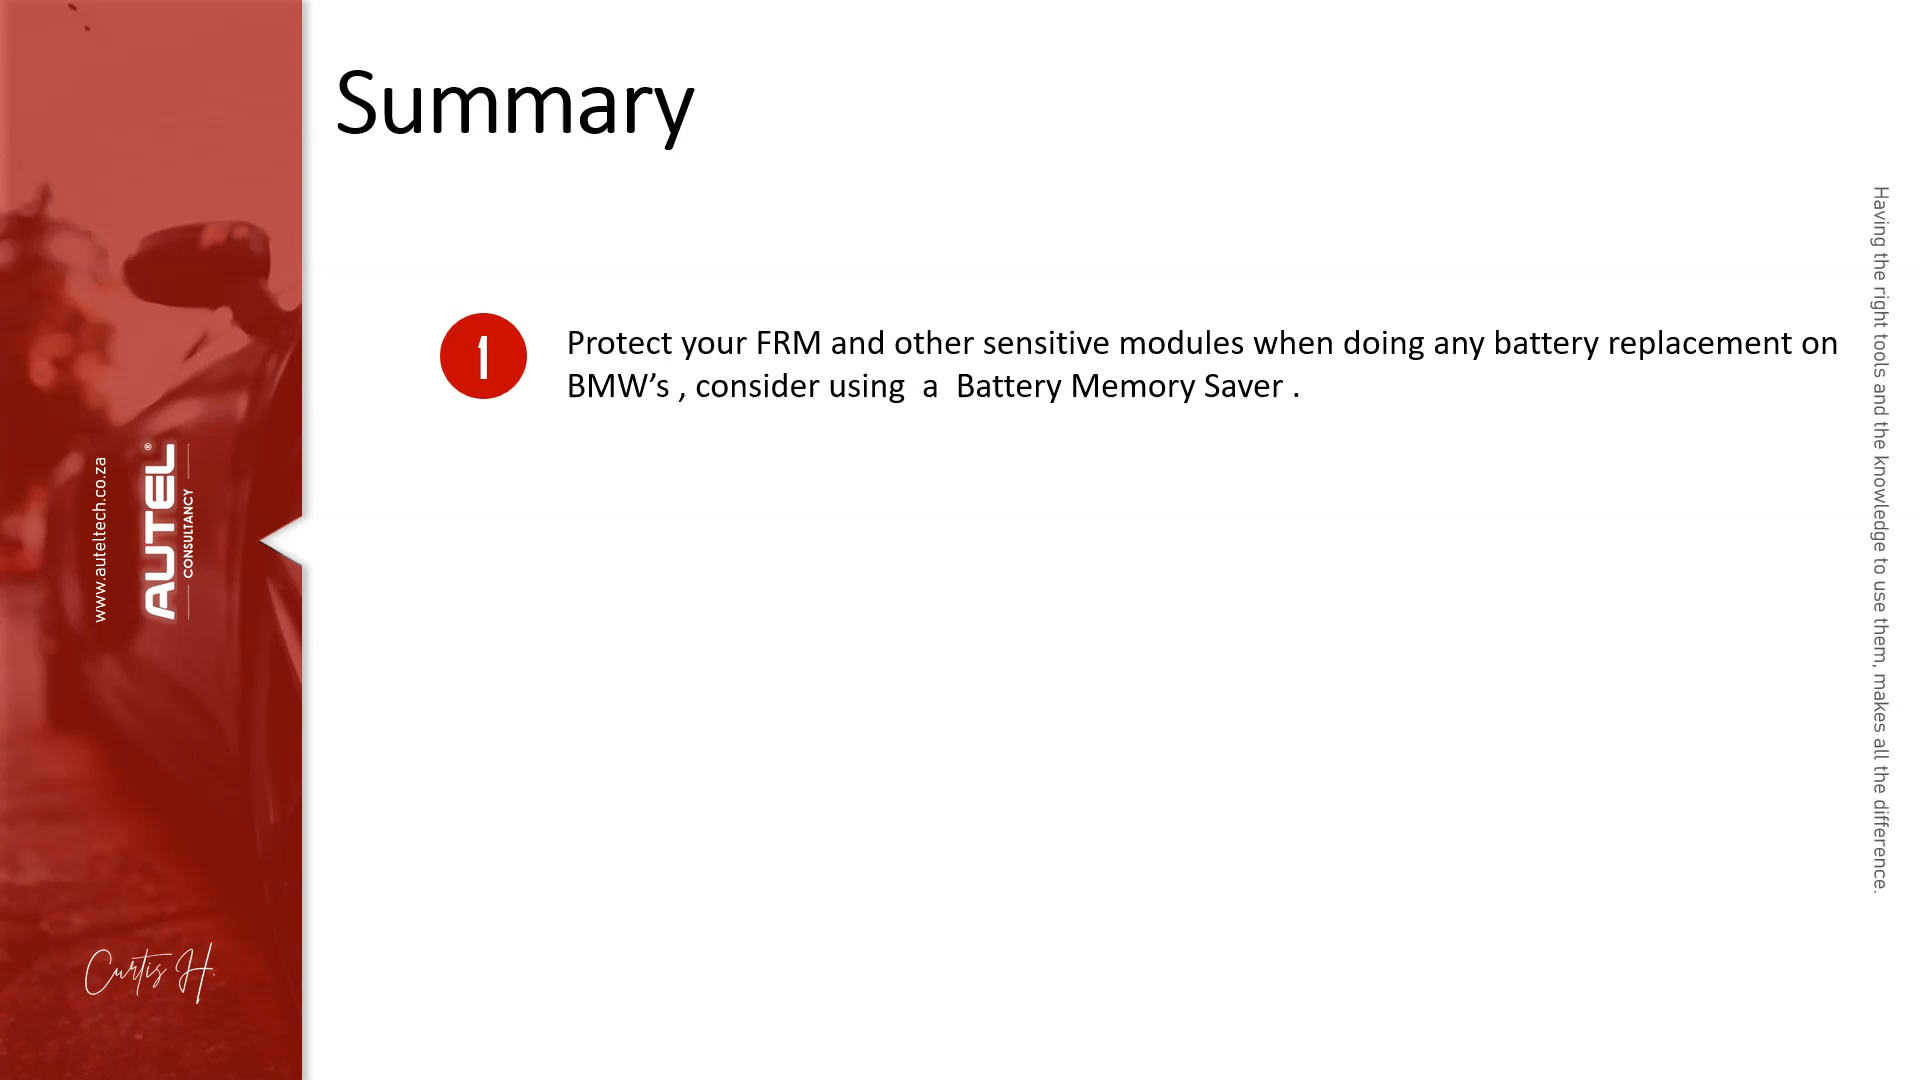 Summary
1
Protect your FRM and other sensitive modules when doing any battery replacement on
BMW’s , consider using a Battery Memory Saver .
www.auteltech.co.za
AUTEL®
CONSULTANCY
Curtis H.
Having the right tools and the knowledge to use them, makes all the difference.